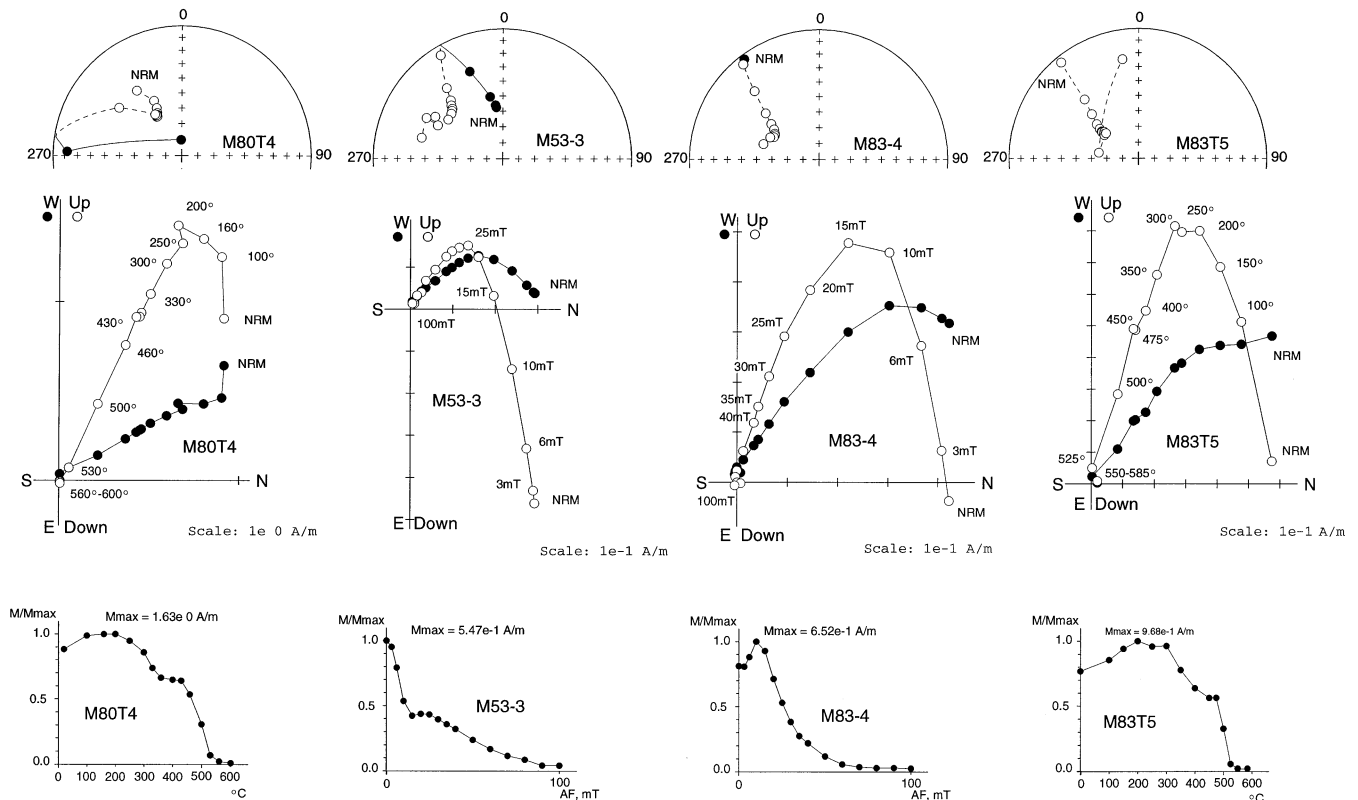 0
NRM
M80T4
270
90
0
NRM
M53-3
270
90
0
NRM
M83-4
270
90
0
NRM
M83T5
270
90
W Up
200°
160°
250°
100°
300°
330°
NRM
430°
460°
NRM
500°
M80T4
530°
S
N
560°-600°
E Down
Scale: 1e 0 A/m
W Up
25mT
NRM
15mT
S
N
100mT
10mT
M53-3
6mT
3mT
NRM
E Down
Scale: 1e-1 A/m
W Up
15mT
10mT
20mT
25mT
NRM
6mT
30mT
35mT
40mT
M83-4
3mT
S
N
100mT
NRM
E Down
Scale: 1e-1 A/m
W Up
250°
300°
200°
350°
150°
400°
100°
450°
475°
NRM
500°
M83T5
NRM
525°
550-585°
S
N
E Down
Scale: 1e-1 A/m
M/Mmax
Mmax = 1.63e 0 A/m
1.0
0.5
M80T4
0.0
0 100 200 300 400 500 600
°C
M/Mmax
Mmax = 5.47e-1 A/m
1.0
M53-3
0.5
0.0
0 100
AF, mT
M/Mmax
Mmax = 6.52e-1 A/m
1.0
0.5
M83-4
0.0
0 100
AF, mT
M/Mmax
Mmax = 9.68e-1 A/m
1.0
0.5
M83T5
0.0
0 100 200 300 400 500 600
°C